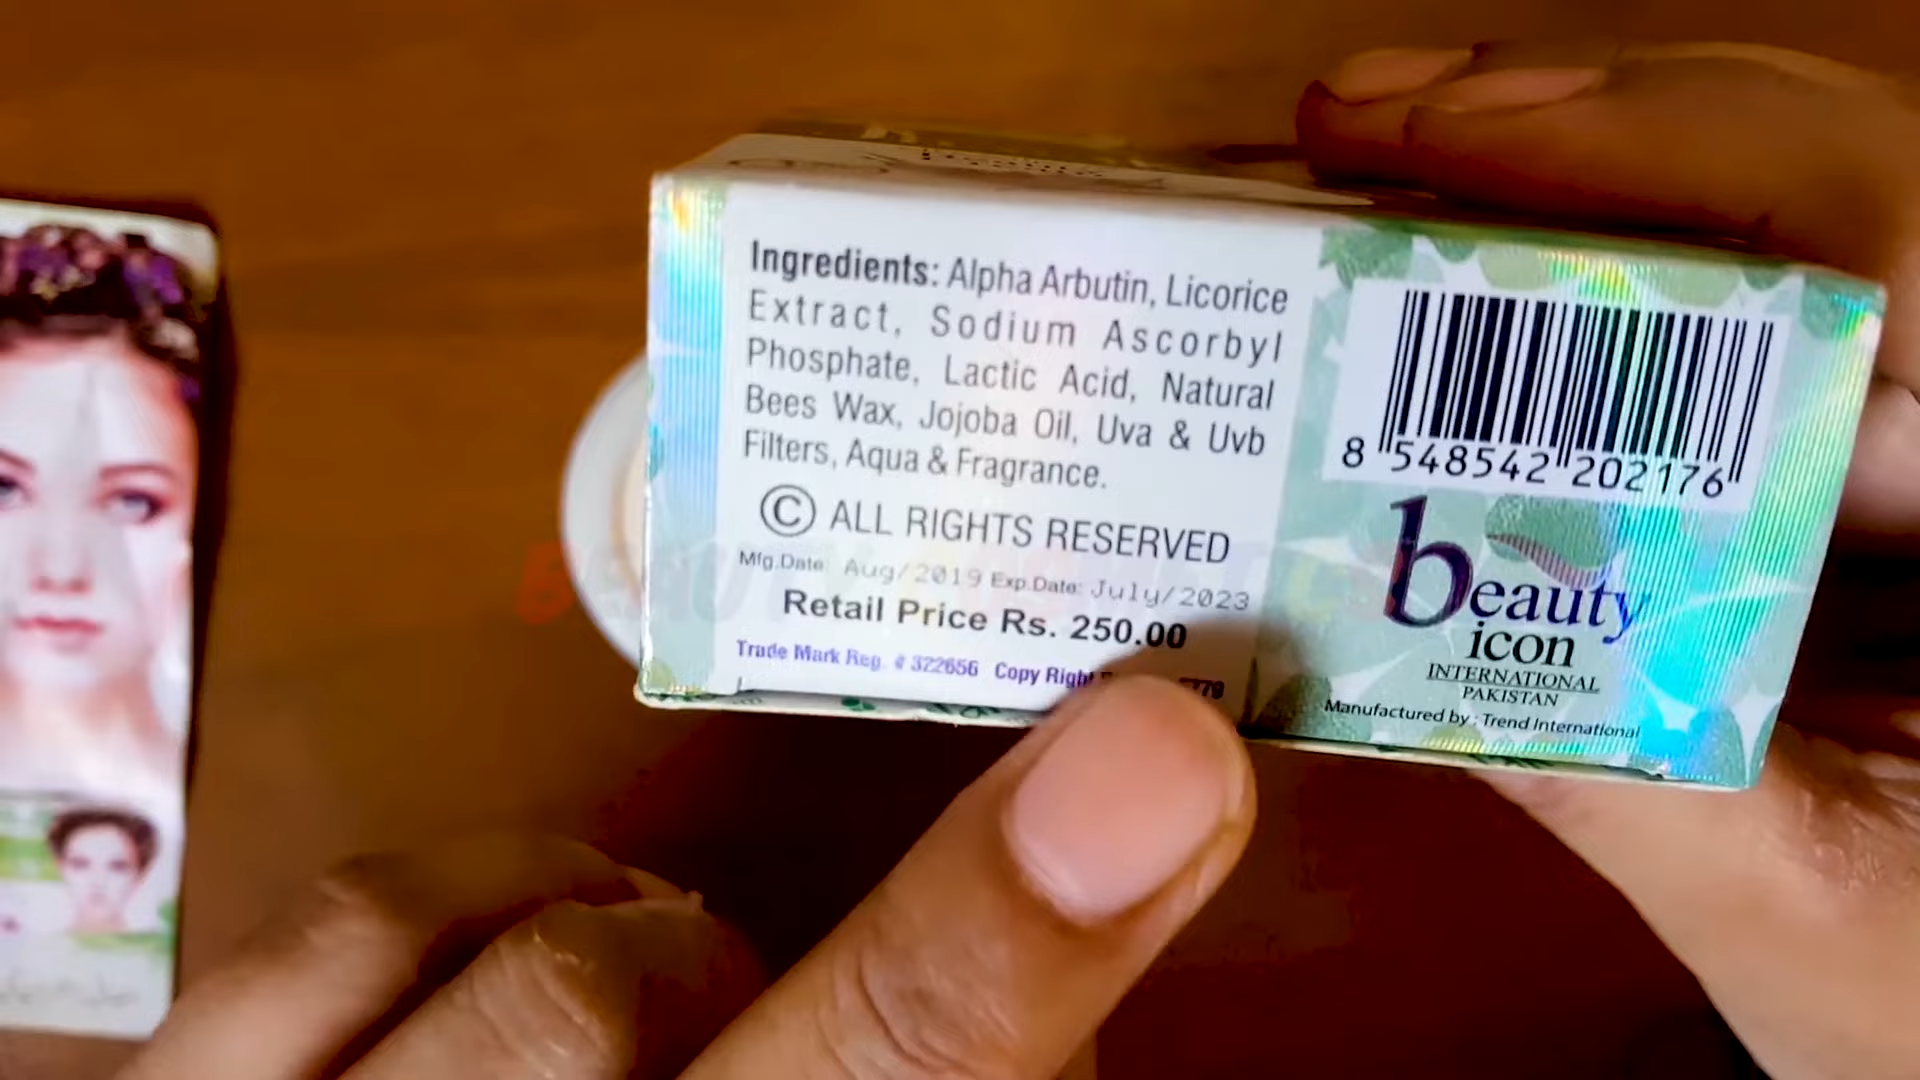 Ingredients: Alpha Arbutin, Licorice
Extract, Sodium Ascorbyl
Phosphate, Lactic Acid, Natural
Bees Wax, Jojoba Oil, Uva & Uvb
Filters, Aqua & Fragrance.
© ALL RIGHTS RESERVED
Mfg.Date: Aug/2019 Exp.Date: July/2023
Retail Price Rs. 250.00
Trade Mark Reg. # 322656 Copy Right
8 548542 202176
beauty
icon
INTERNATIONAL
PAKISTAN
Manufactured by : Trend International